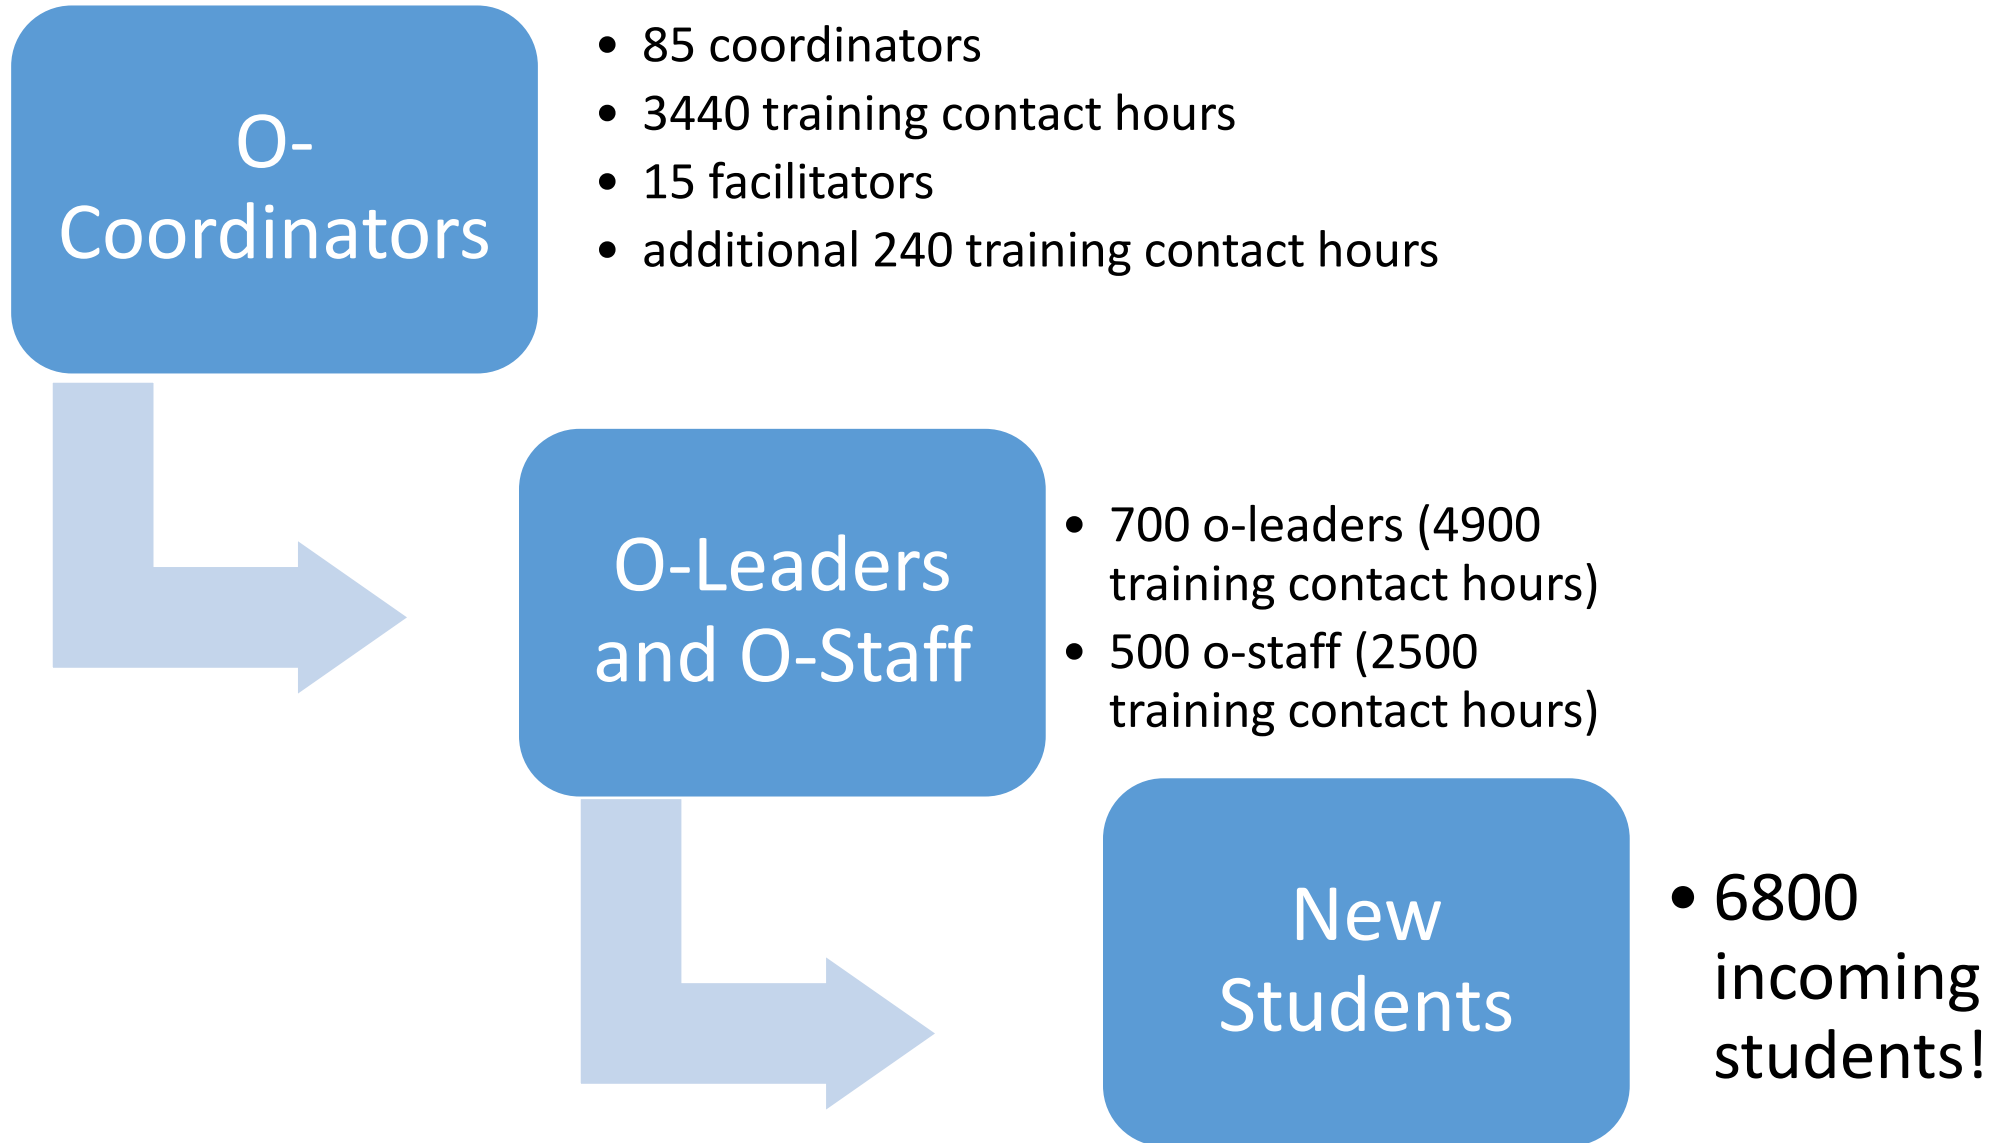 O-
Coordinators
• 85 coordinators
• 3440 training contact hours
• 15 facilitators
• additional 240 training contact hours
O-Leaders
and O-Staff
• 700 o-leaders (4900
training contact hours)
• 500 o-staff (2500
training contact hours)
New
Students
• 6800
incoming
students!